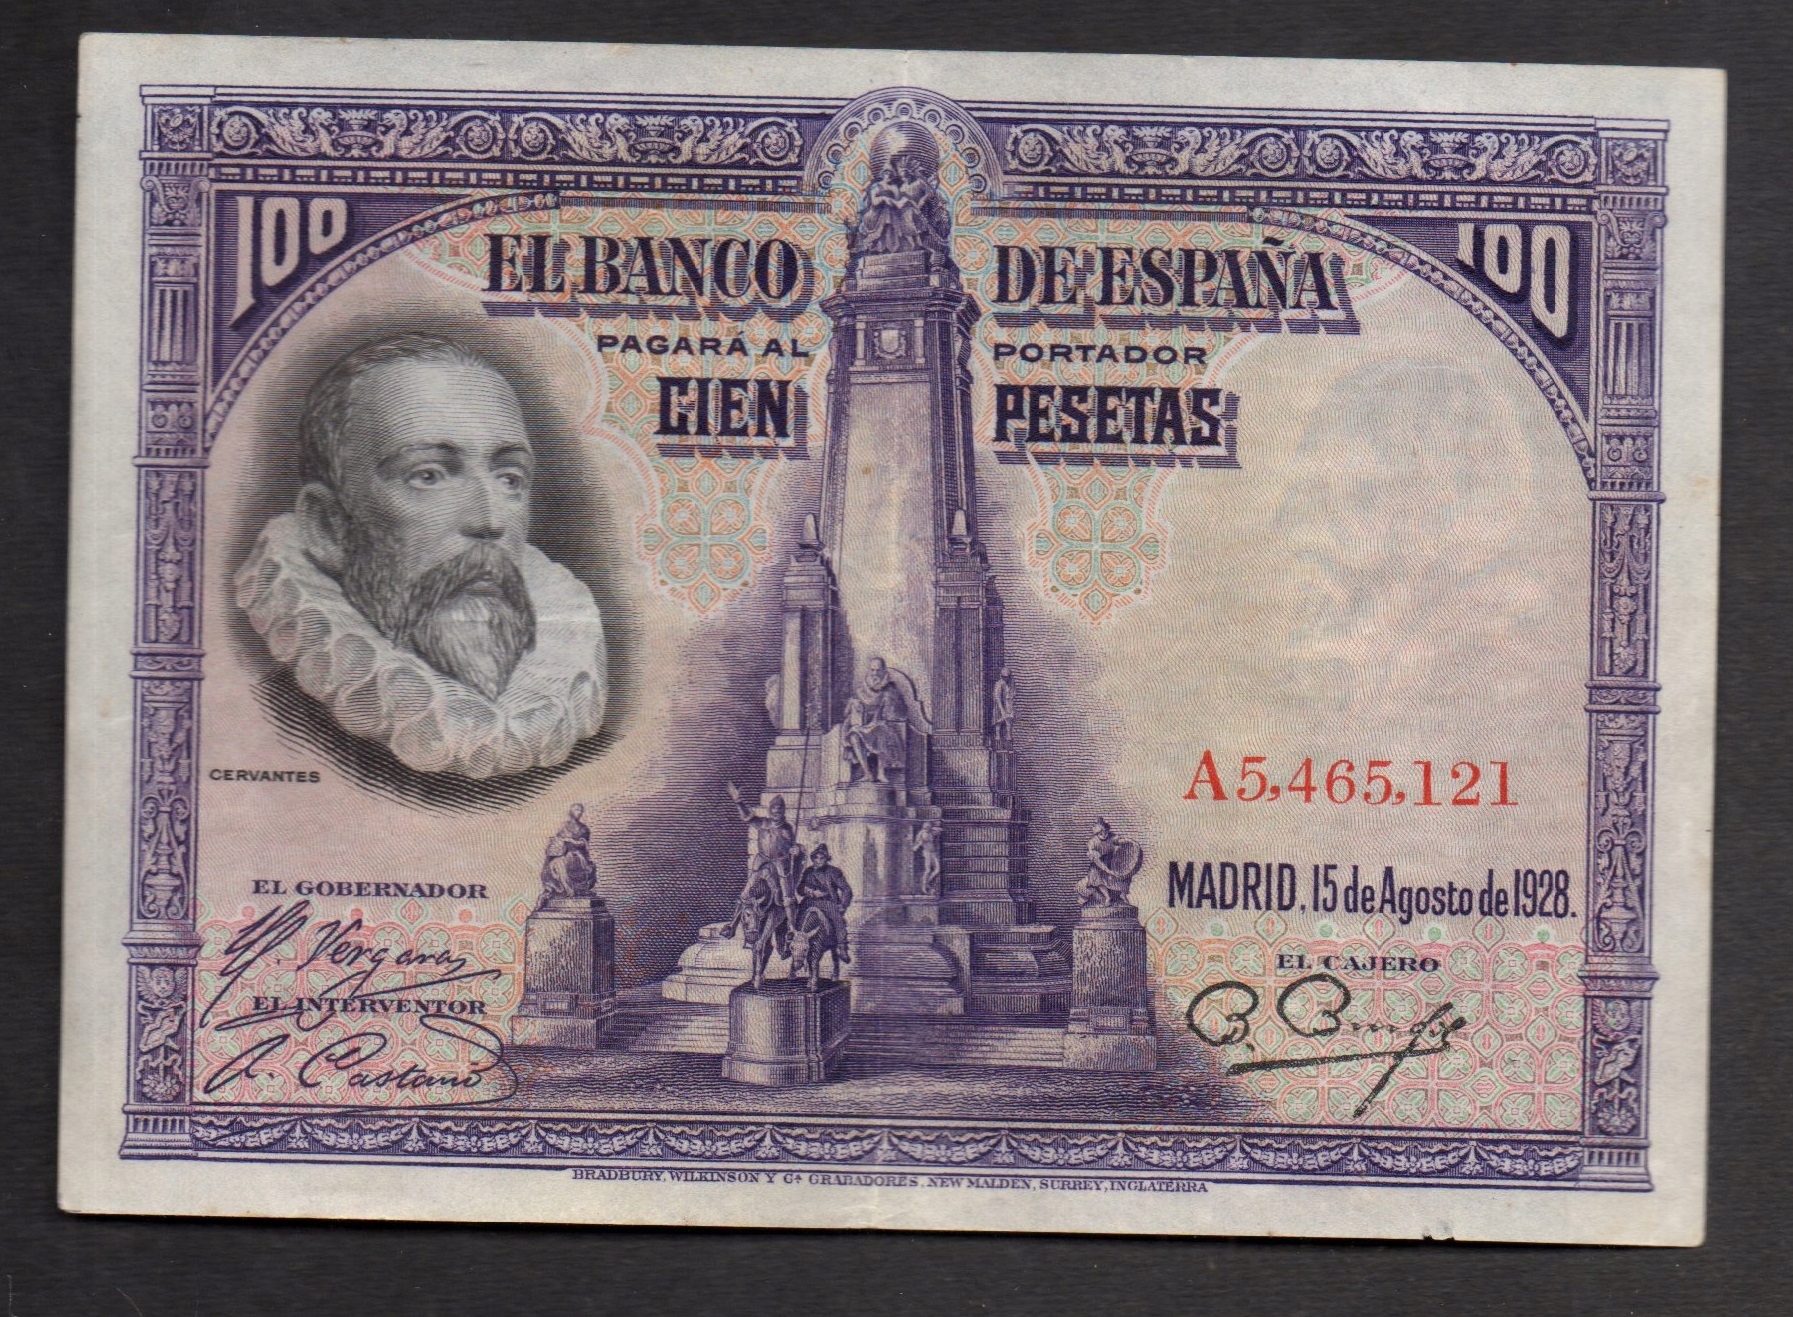 100 100
EL BANCO DE ESPAÑA
PAGARÁ AL PORTADOR
CIEN PESETAS
CERVANTES
A5,465,121
MADRID, 15 de Agosto de 1928.
EL GOBERNADOR
Vergara
EL CAJERO
EL INTERVENTOR
BRADBURY, WILKINSON Y Cª GRABADORES, NEW MALDEN, SURREY, INGLATERRA